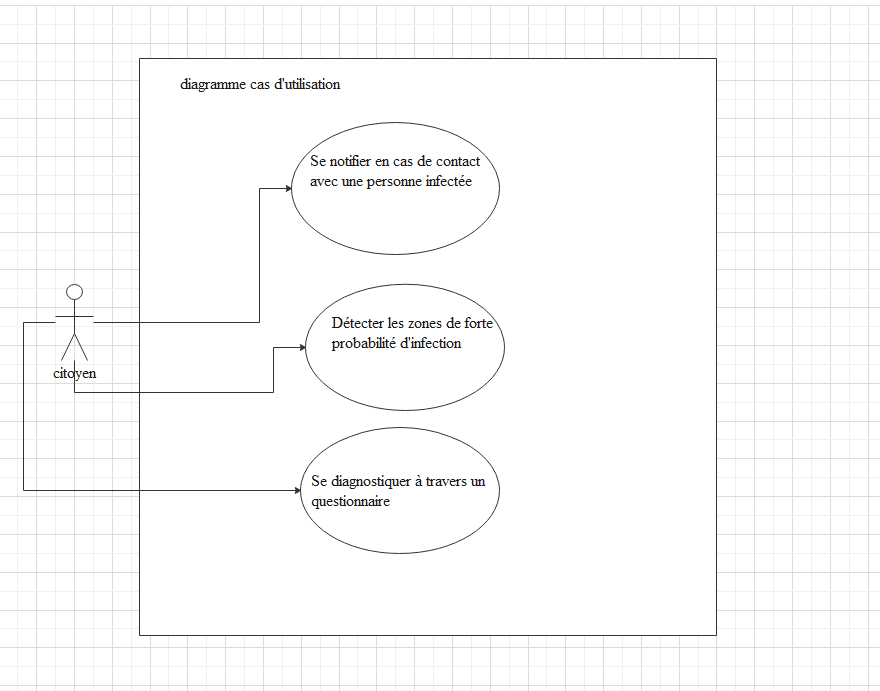 diagramme cas d'utilisation
Se notifier en cas de contact
avec une personne infectée
Détecter les zones de forte
probabilité d'infection
citoyen
Se diagnostiquer à travers un
questionnaire